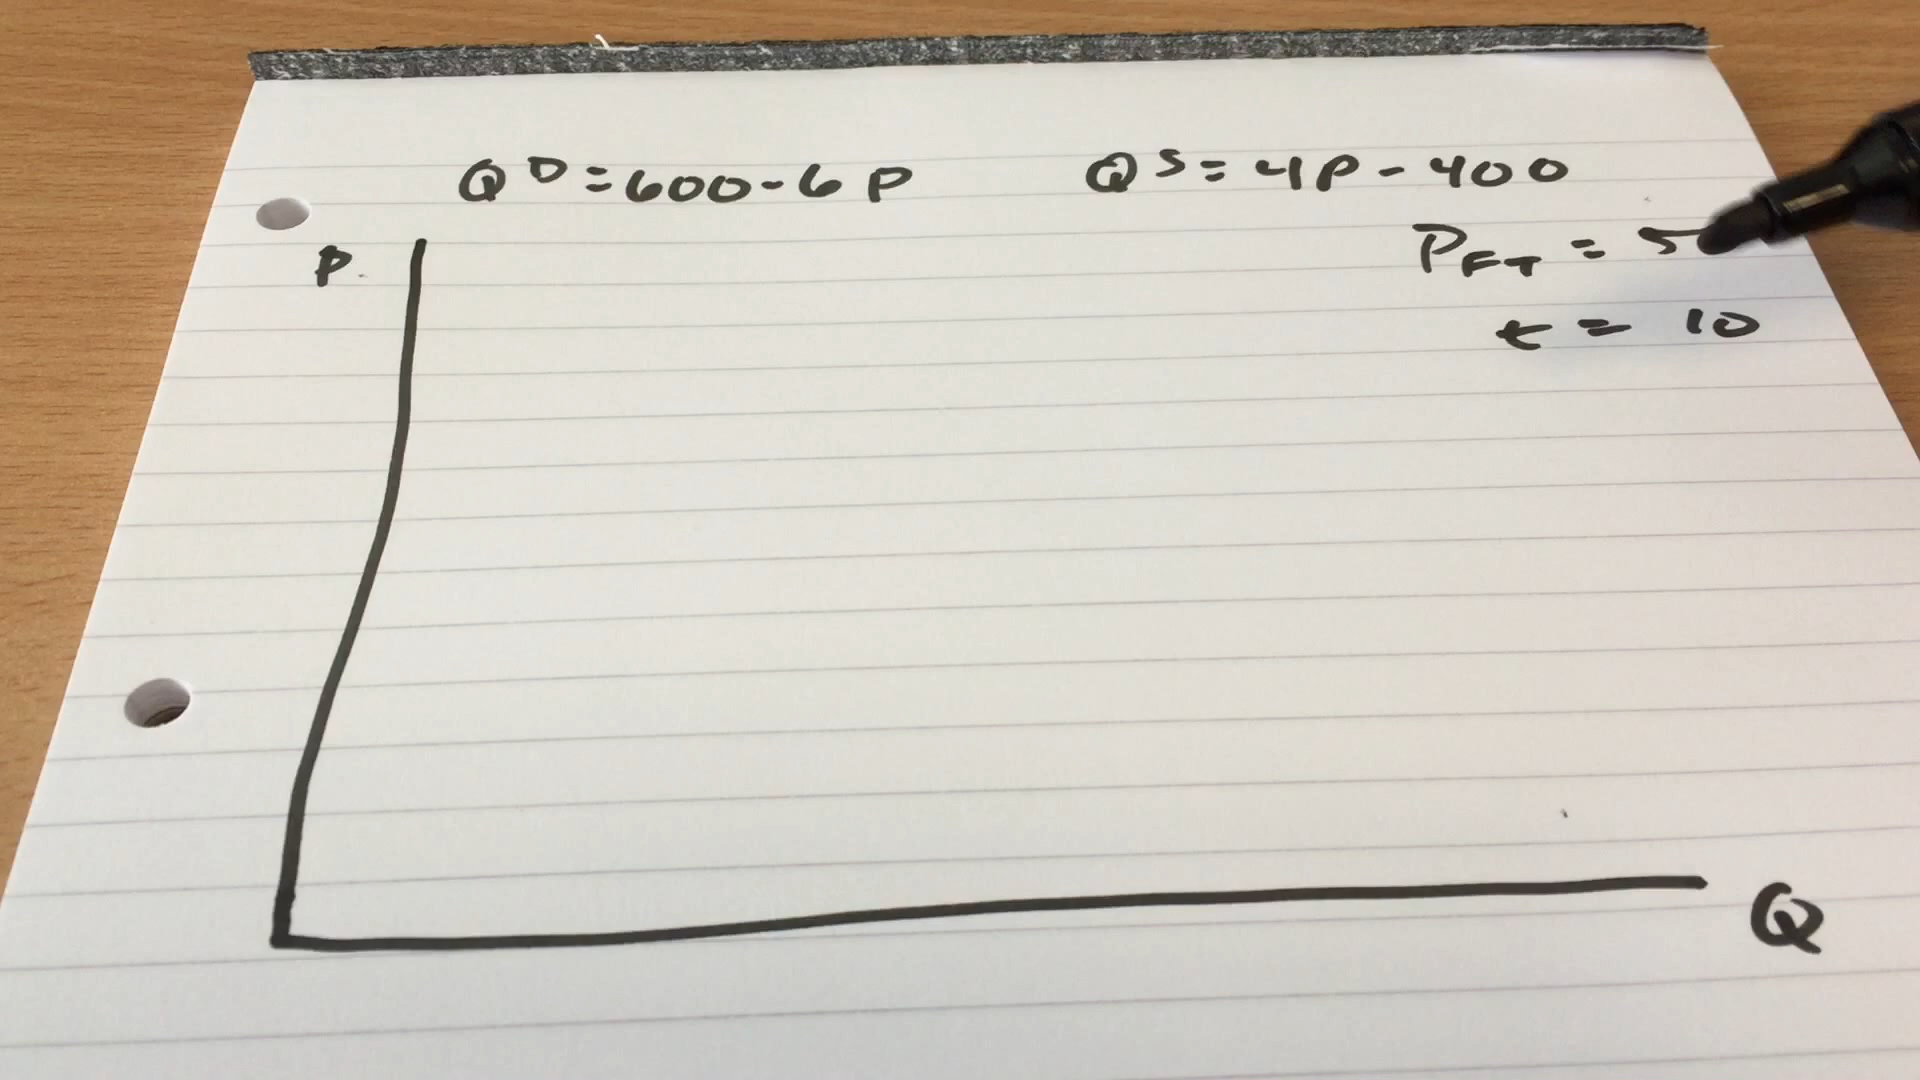 Q^D = 600 - 6P
Q^S = 4P - 400
P_FT = 5
t = 10
P
Q